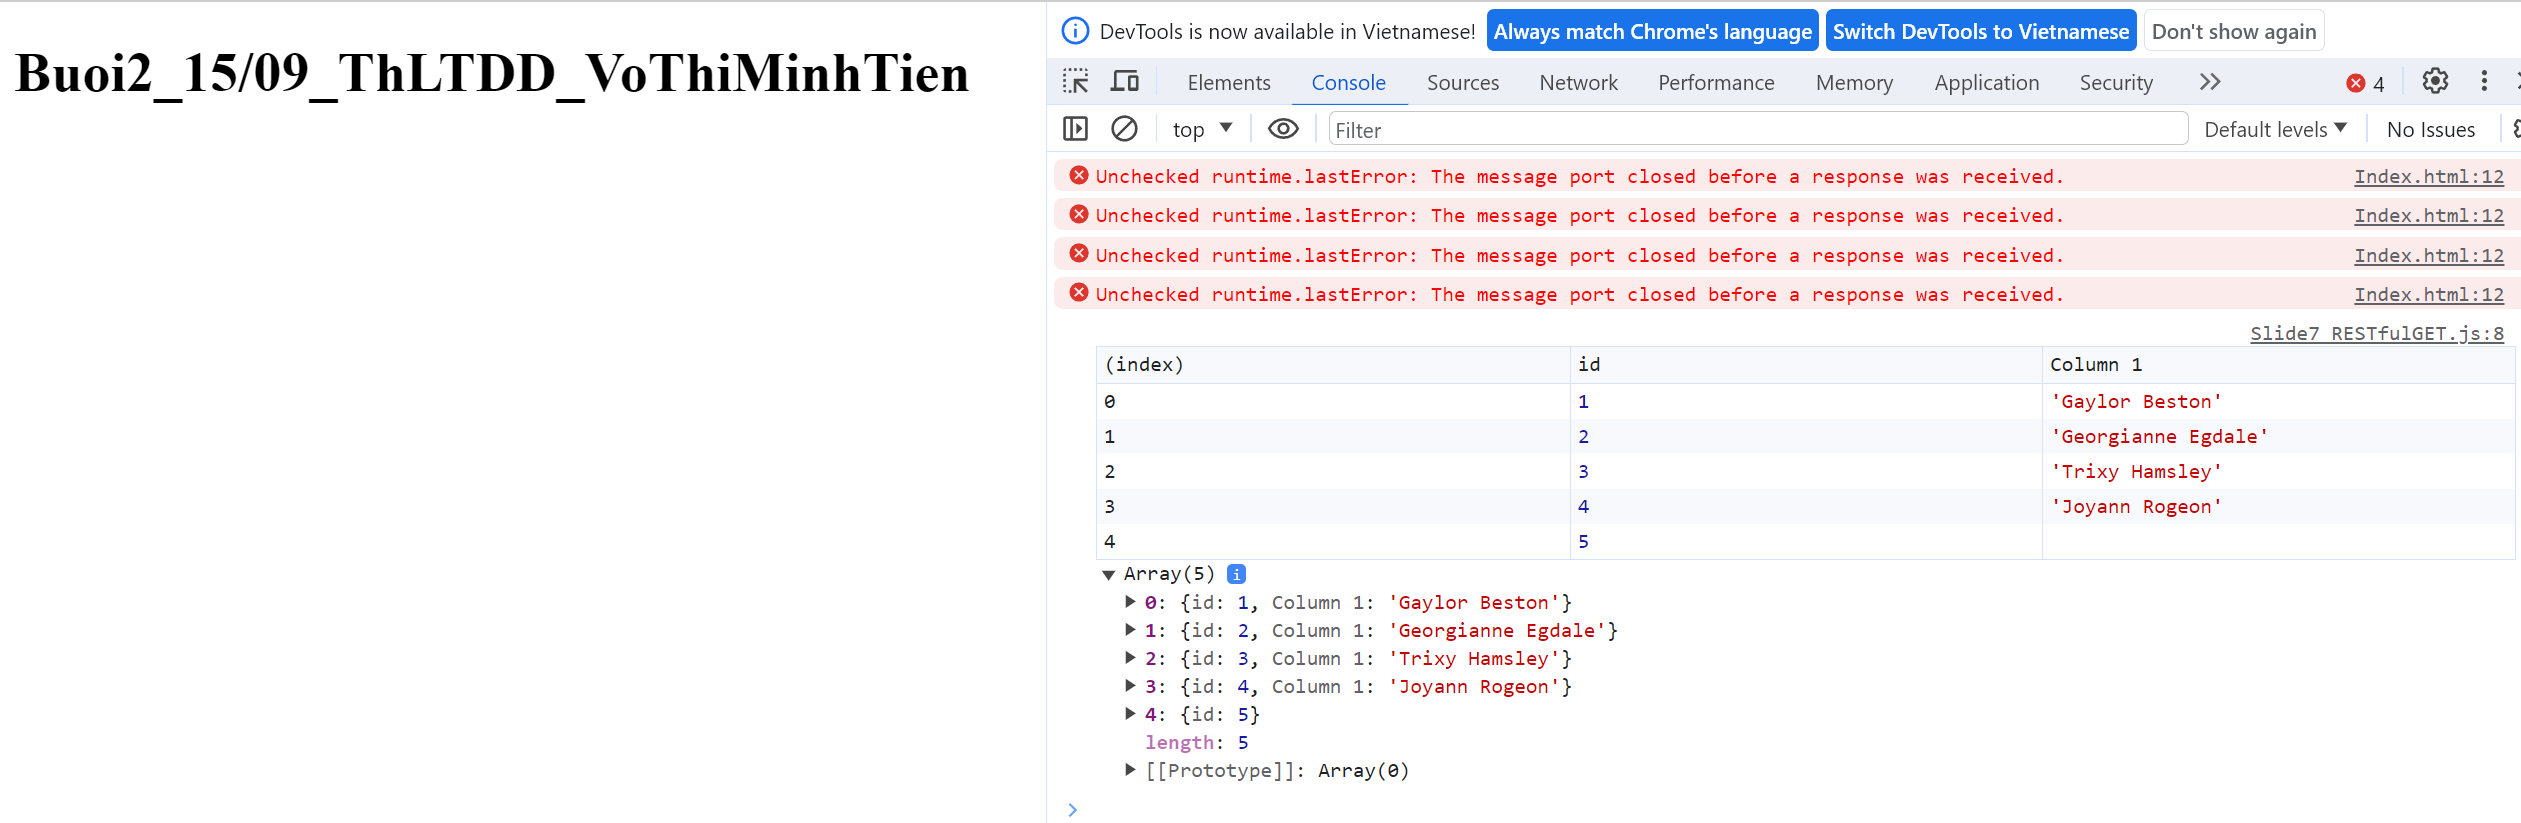 Buoi2_15/09_ThLTDD_VoThiMinhTien
DevTools is now available in Vietnamese! Always match Chrome's language Switch DevTools to Vietnamese Don't show again
Elements Console Sources Network Performance Memory Application Security 4
top Filter Default levels No Issues
Unchecked runtime.lastError: The message port closed before a response was received. Index.html:12
Unchecked runtime.lastError: The message port closed before a response was received. Index.html:12
Unchecked runtime.lastError: The message port closed before a response was received. Index.html:12
Unchecked runtime.lastError: The message port closed before a response was received. Index.html:12
Slide7 RESTfulGET.js:8
(index) id Column 1
0 1 'Gaylor Beston'
1 2 'Georgianne Egdale'
2 3 'Trixy Hamsley'
3 4 'Joyann Rogeon'
4 5
Array(5) i
0: {id: 1, Column 1: 'Gaylor Beston'}
1: {id: 2, Column 1: 'Georgianne Egdale'}
2: {id: 3, Column 1: 'Trixy Hamsley'}
3: {id: 4, Column 1: 'Joyann Rogeon'}
4: {id: 5}
length: 5
[[Prototype]]: Array(0)